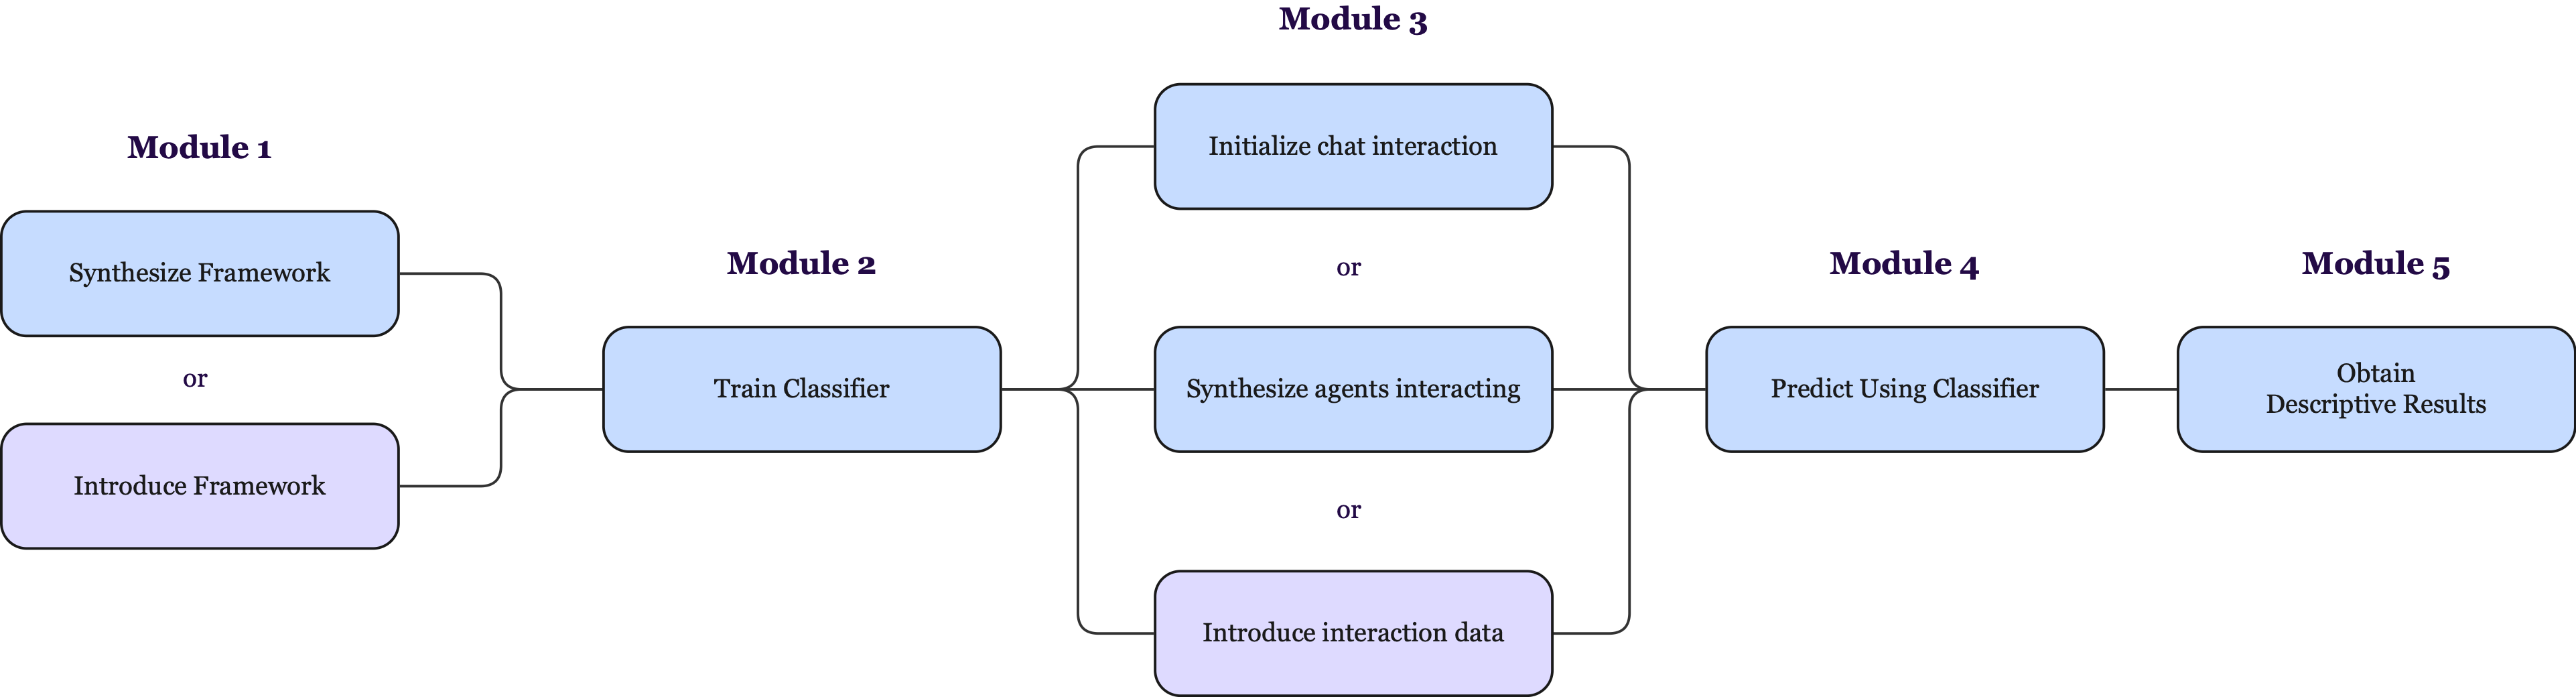 Module 1
Synthesize Framework
or
Introduce Framework
Module 2
Train Classifier
Module 3
Initialize chat interaction
or
Synthesize agents interacting
or
Introduce interaction data
Module 4
Predict Using Classifier
Module 5
Obtain
Descriptive Results